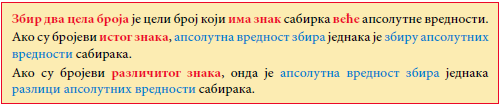 Збир два цела броја је цели број који има знак сабирка веће апсолутне вредности.
Ако су бројеви истог знака, апсолутна вредност збира једнака је збиру апсолутних
вредности сабирака.
Ако су бројеви различитог знака, онда је апсолутна вредност збира једнака
разлици апсолутних вредности сабирака.